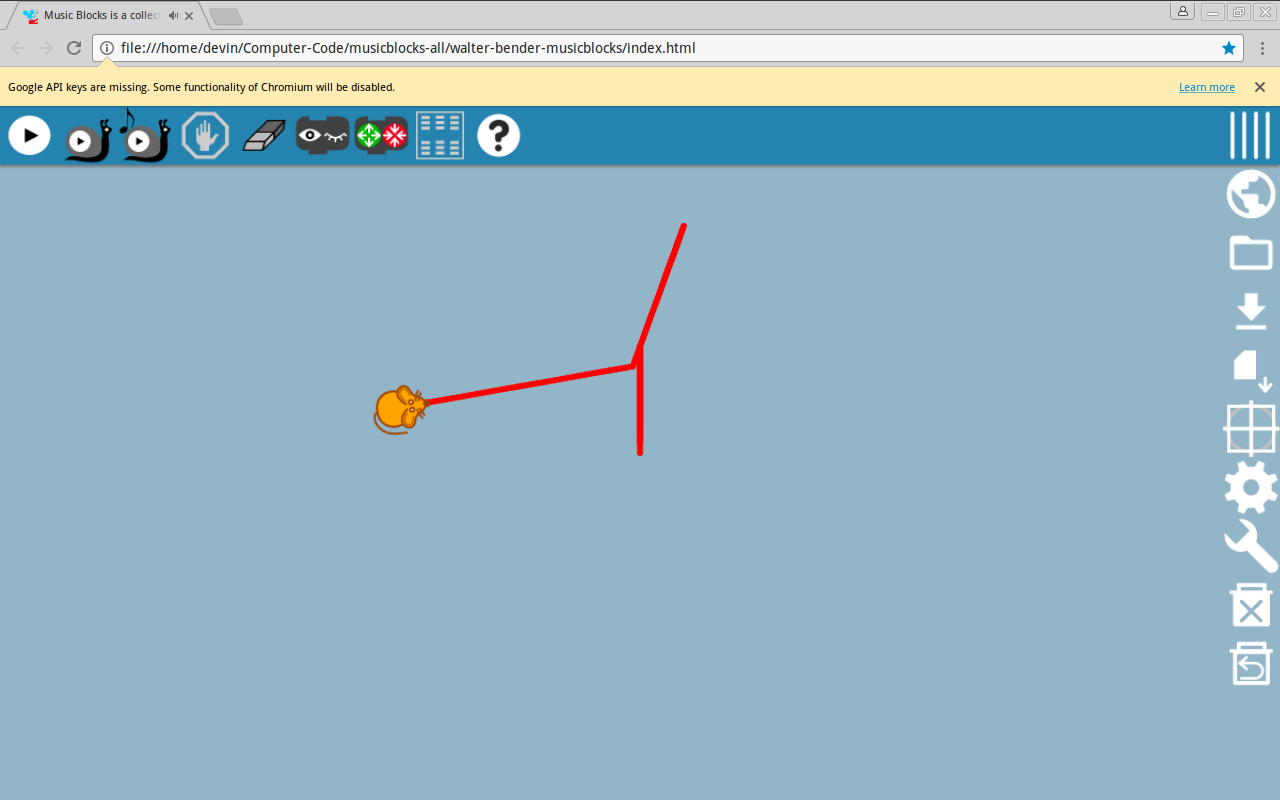 Music Blocks is a collec
file:///home/devin/Computer-Code/musicblocks-all/walter-bender-musicblocks/index.html
Google API keys are missing. Some functionality of Chromium will be disabled.
Learn more
?